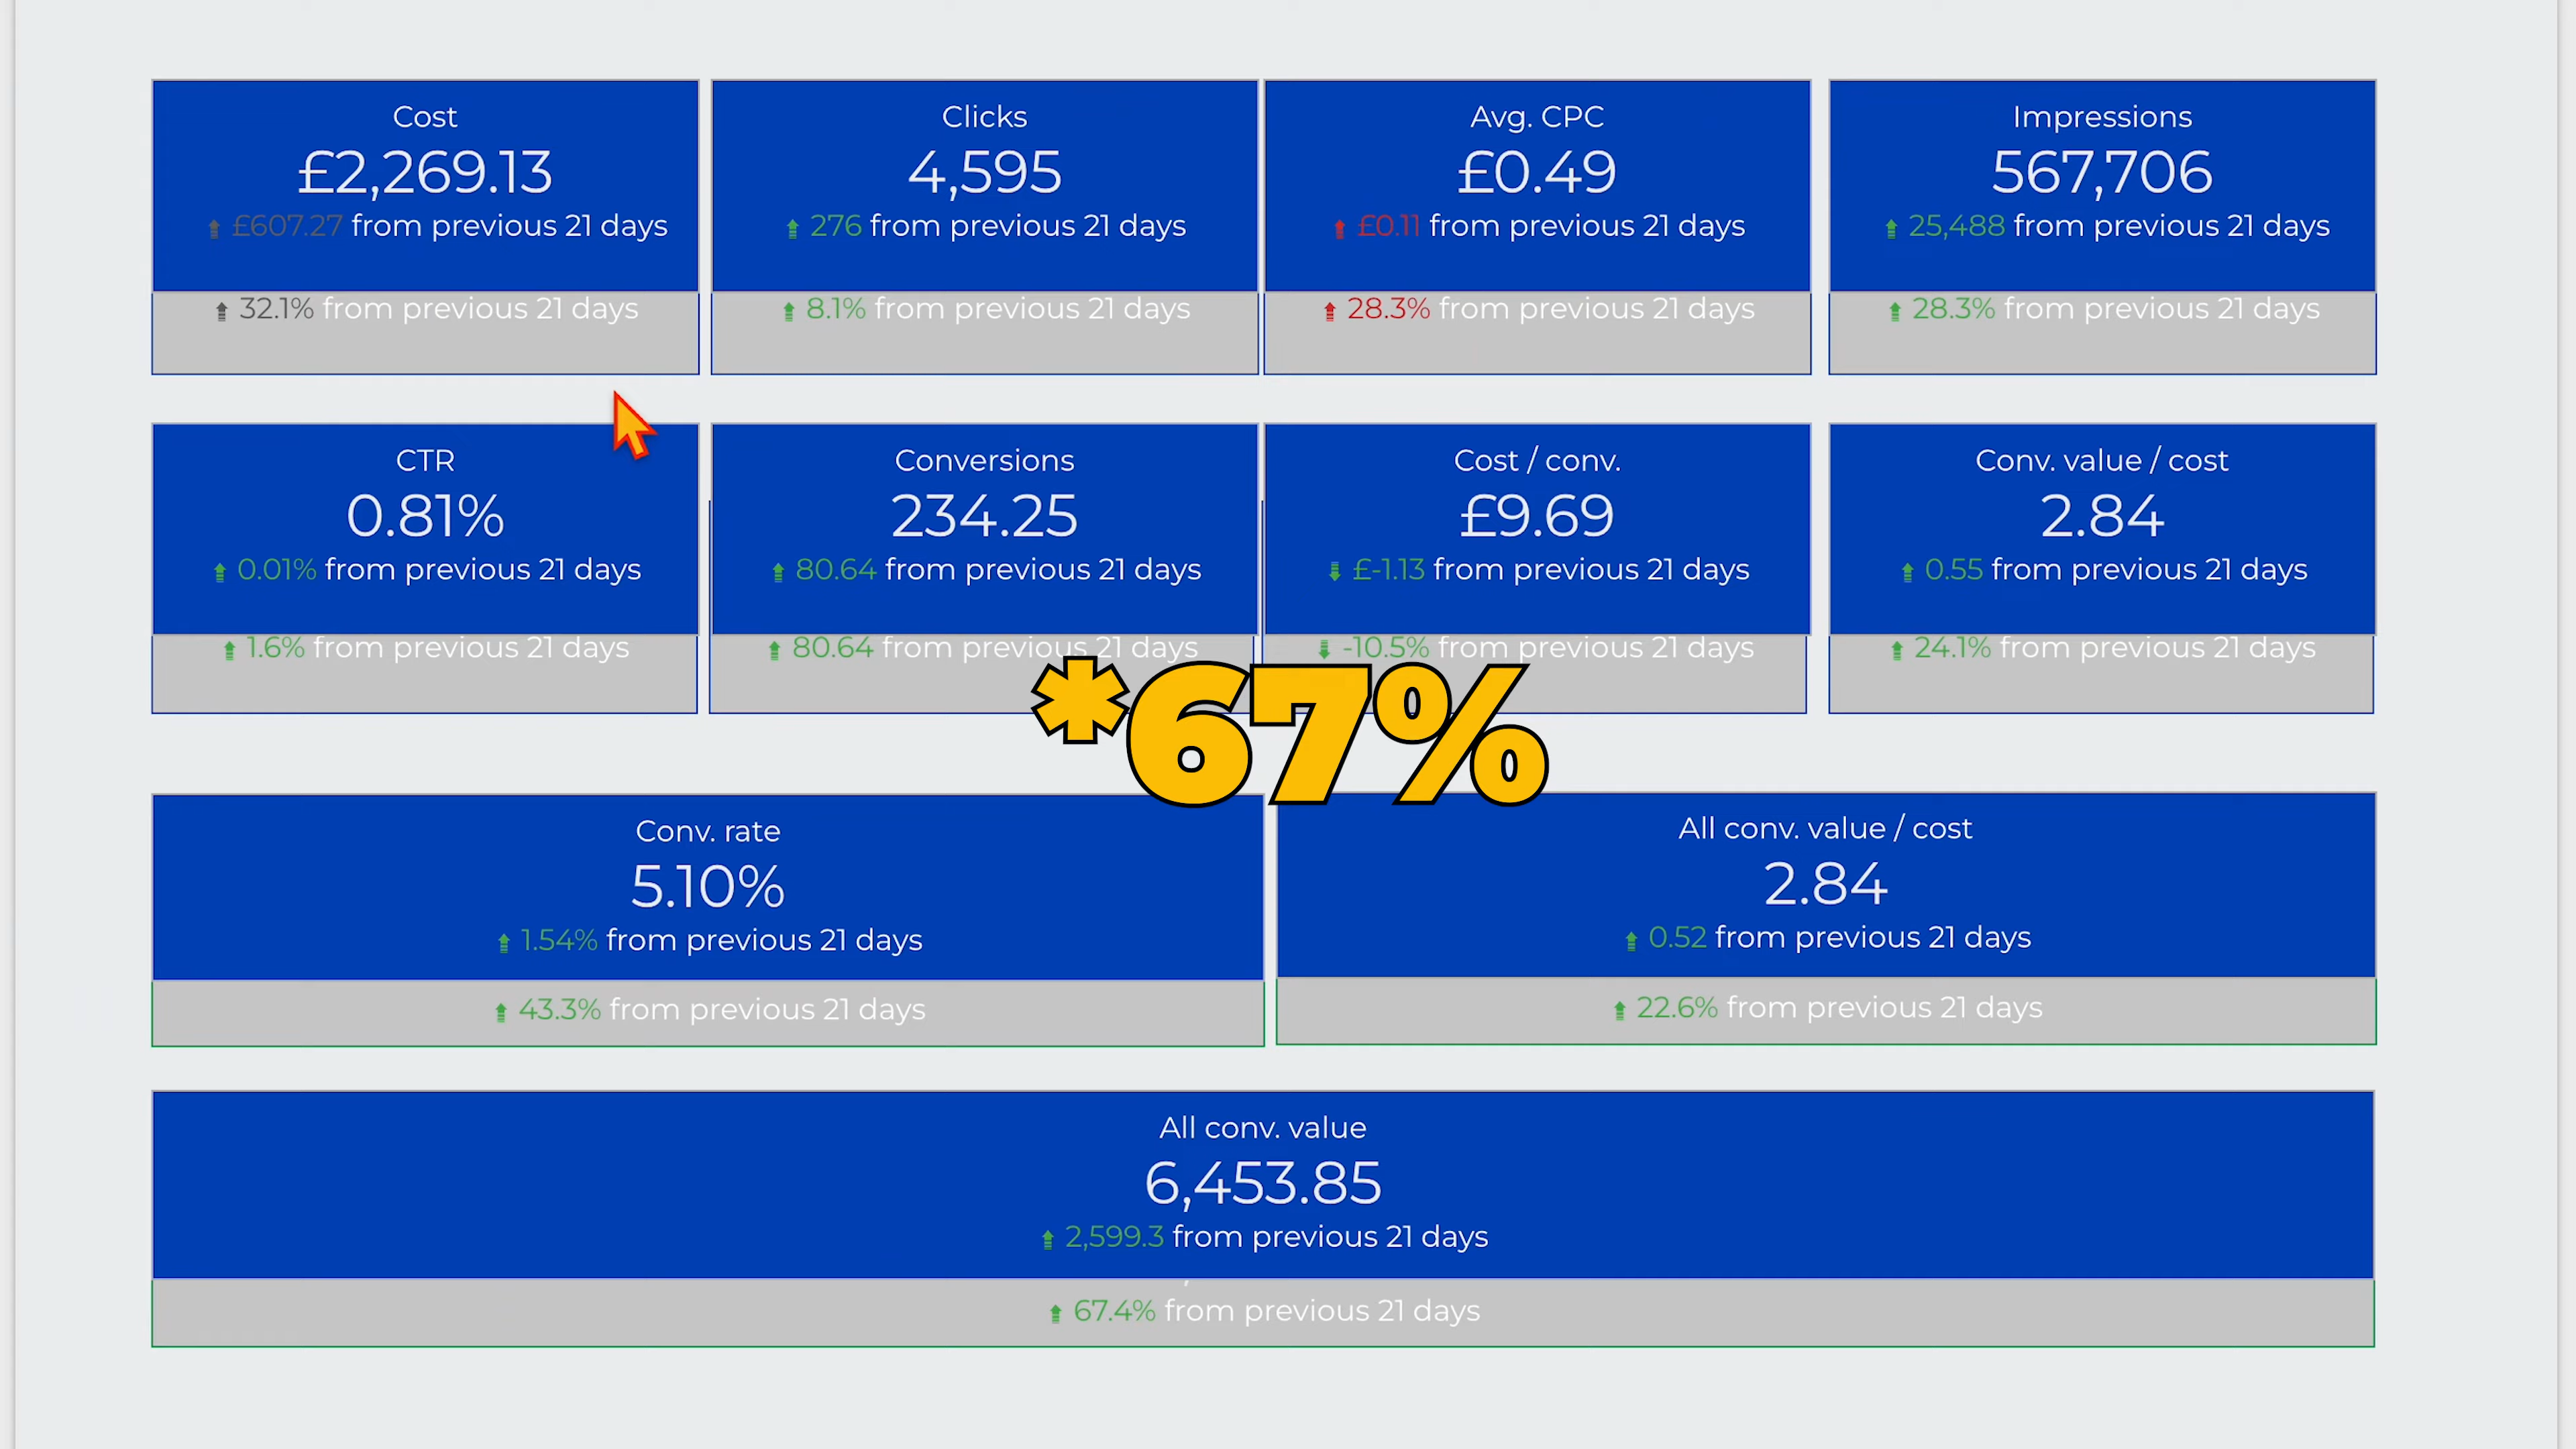 Cost
£2,269.13
£607.27 from previous 21 days
32.1% from previous 21 days
Clicks
4,595
276 from previous 21 days
8.1% from previous 21 days
Avg. CPC
£0.49
£0.11 from previous 21 days
28.3% from previous 21 days
Impressions
567,706
25,488 from previous 21 days
28.3% from previous 21 days
CTR
0.81%
0.01% from previous 21 days
1.6% from previous 21 days
Conversions
234.25
80.64 from previous 21 days
80.64 from previous 21 days
Cost / conv.
£9.69
£-1.13 from previous 21 days
-10.5% from previous 21 days
Conv. value / cost
2.84
0.55 from previous 21 days
24.1% from previous 21 days
*67%
Conv. rate
5.10%
1.54% from previous 21 days
43.3% from previous 21 days
All conv. value / cost
2.84
0.52 from previous 21 days
22.6% from previous 21 days
All conv. value
6,453.85
2,599.3 from previous 21 days
67.4% from previous 21 days